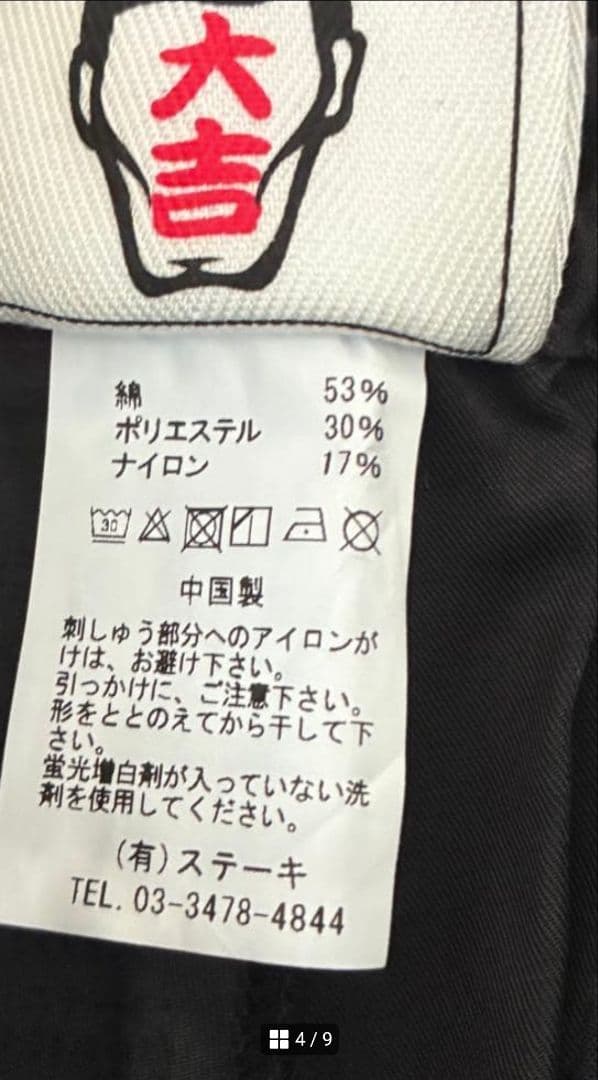 大
吉
綿 53%
ポリエステル 30%
ナイロン 17%
30
中国製
刺しゅう部分へのアイロンが
けは、お避け下さい。
引っかけに、ご注意下さい。
形をととのえてから干して下
さい。
蛍光増白剤が入っていない洗
剤を使用してください。
(有)ステーキ
TEL. 03-3478-4844
4/9